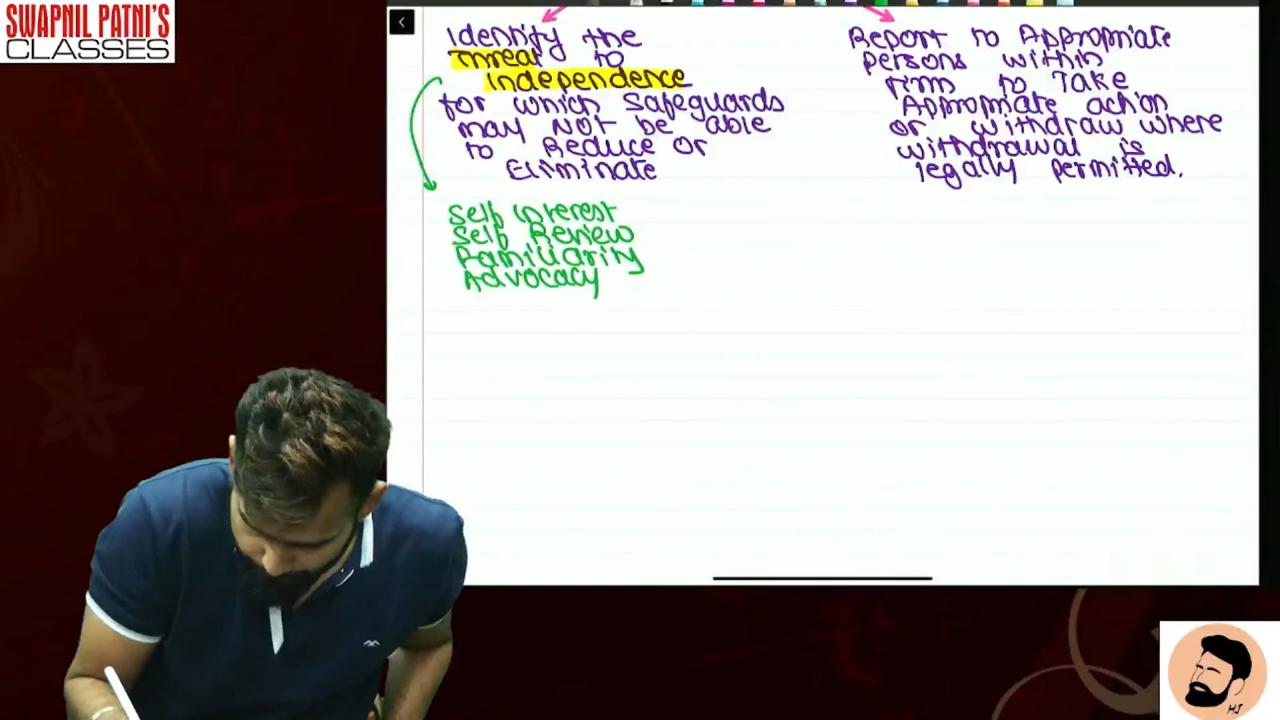 SWAPNIL PATNI'S
CLASSES
Identify the
Threat to
Independence
for which Safeguards
may NOT be able
to Reduce or
Eliminate
Self Interest
Self Review
Familiarity
Advocacy
Report to Appropriate
persons within
firm to Take
Appropriate action
or withdraw where
withdrawal is
legally permitted.
HS